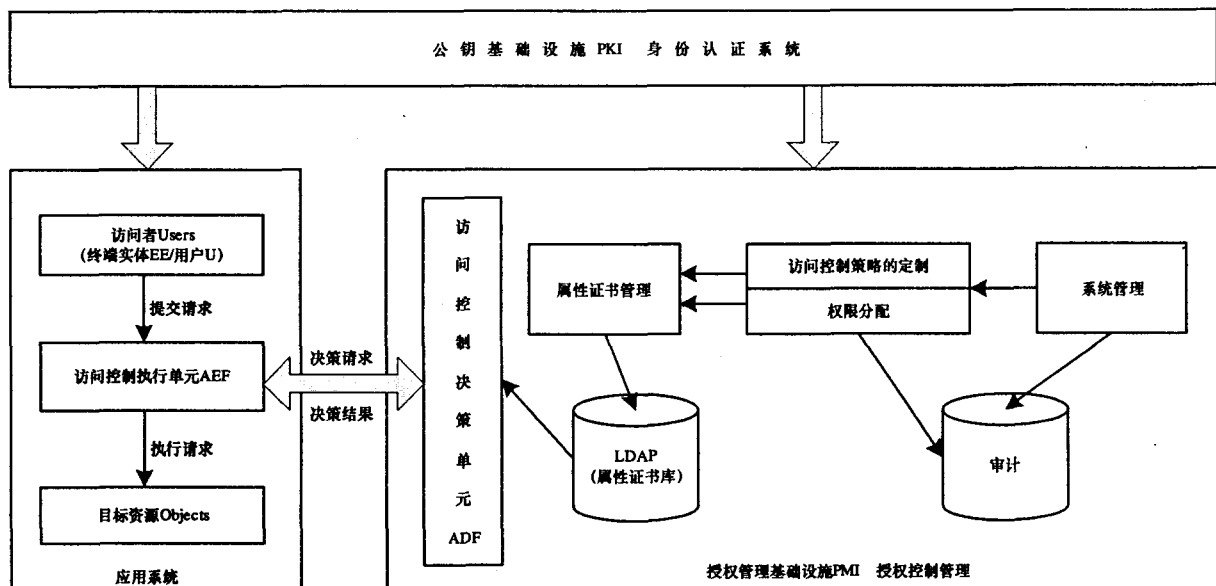 公钥基础设施PKI 身份认证系统
访问者Users
(终端实体EE/用户U)
提交请求
访问控制执行单元AEF
执行请求
目标资源Objects
应用系统
决策请求
决策结果
访问控制决策单元ADF
属性证书管理
访问控制策略的定制
权限分配
系统管理
LDAP
(属性证书库)
审计
授权管理基础设施PMI 授权控制管理